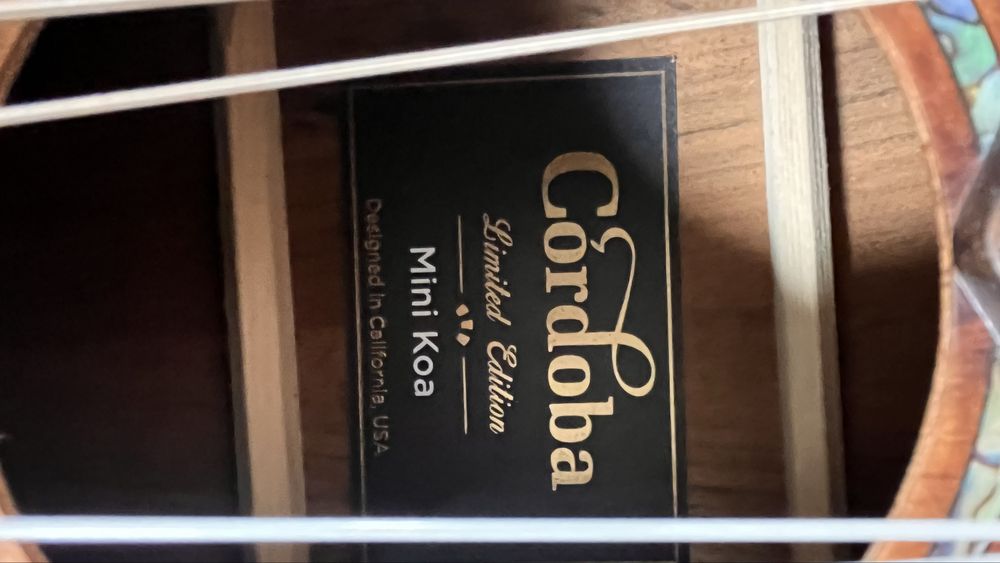 Córdoba
Limited Edition
Mini Koa
Designed in California, USA